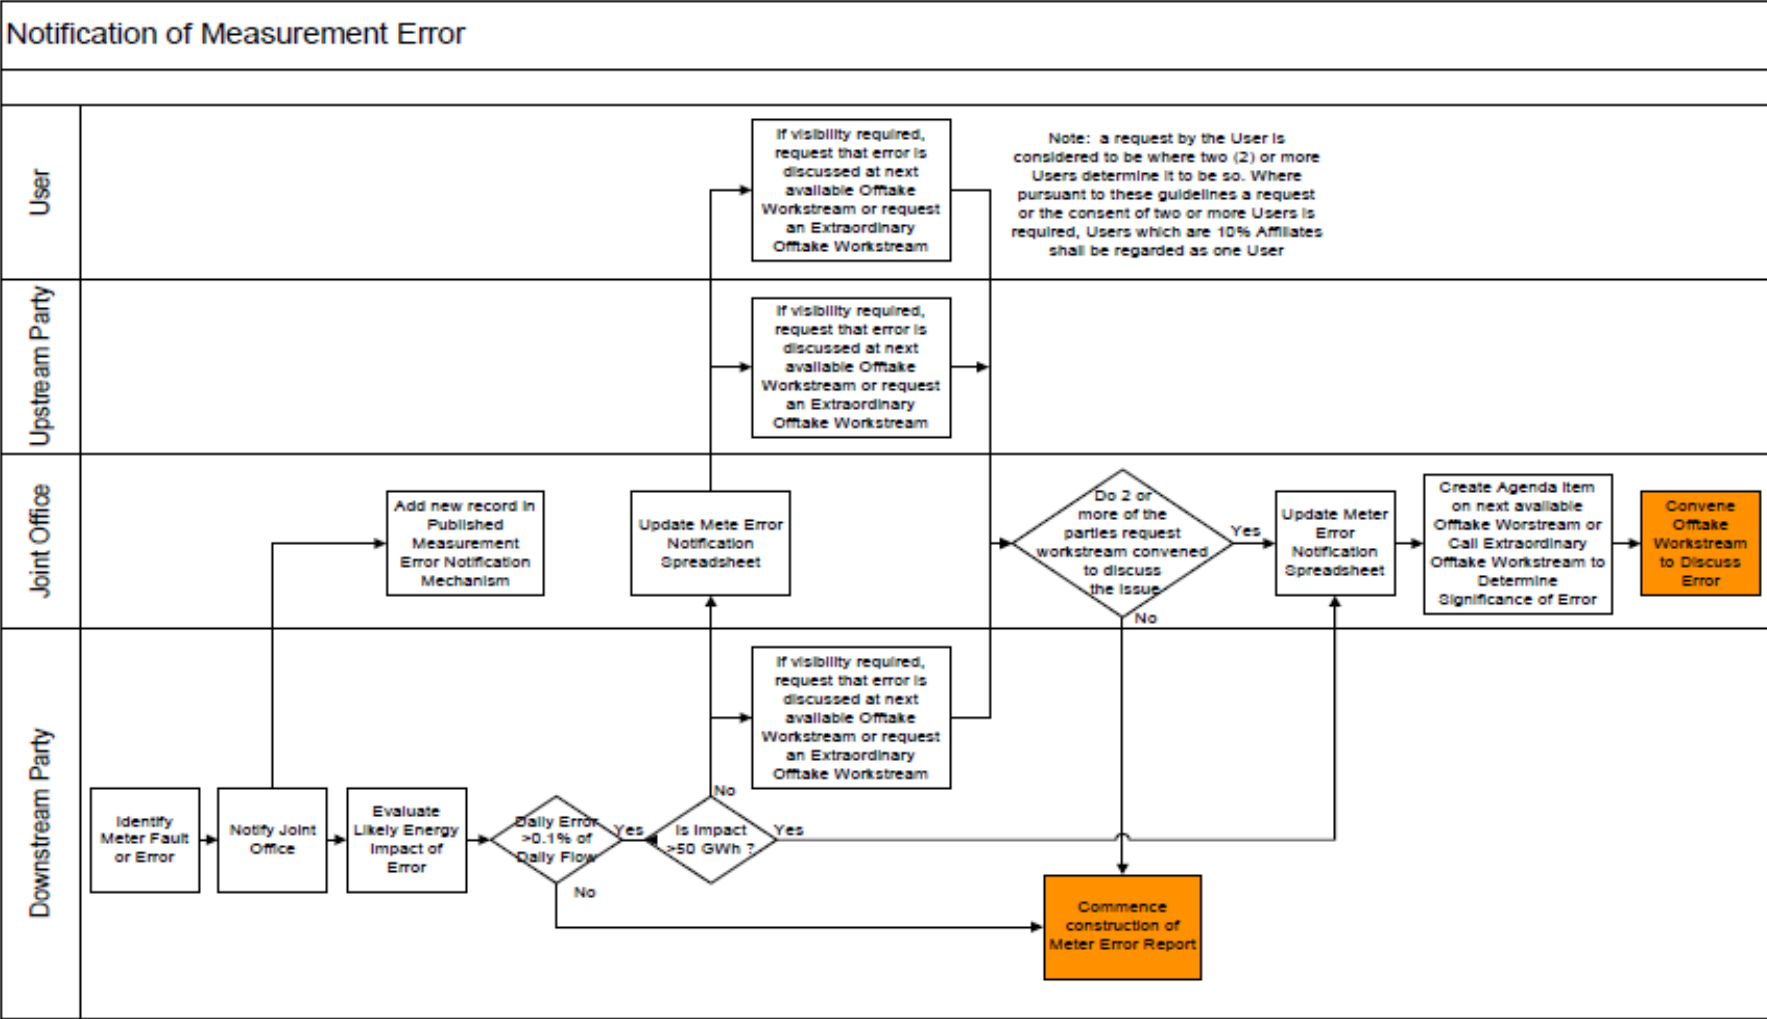 Notification of Measurement Error
User
If visibility required,
request that error is
discussed at next
available Offtake
Workstream or request
an Extraordinary
Offtake Workstream
Note: a request by the User is
considered to be where two (2) or more
Users determine it to be so. Where
pursuant to these guidelines a request
or the consent of two or more Users is
required, Users which are 10% Affiliates
shall be regarded as one User
Upstream Party
If visibility required,
request that error is
discussed at next
available Offtake
Workstream or request
an Extraordinary
Offtake Workstream
Joint Office
Add new record in
Published
Measurement
Error Notification
Mechanism
Update Mete Error
Notification
Spreadsheet
Do 2 or
more of the
parties request
workstream convened
to discuss
the issue
Yes
No
Update Meter
Error
Notification
Spreadsheet
Create Agenda Item
on next available
Offtake Worstream or
Call Extraordinary
Offtake Workstream to
Determine
Significance of Error
Convene
Offtake
Workstream
to Discuss
Error
Downstream Party
If visibility required,
request that error is
discussed at next
available Offtake
Workstream or request
an Extraordinary
Offtake Workstream
Identify
Meter Fault
or Error
Notify Joint
Office
Evaluate
Likely Energy
Impact of
Error
Daily Error
>0.1% of
Daily Flow
Yes
No
Is Impact
>50 GWh ?
No
Yes
Commence
construction of
Meter Error Report